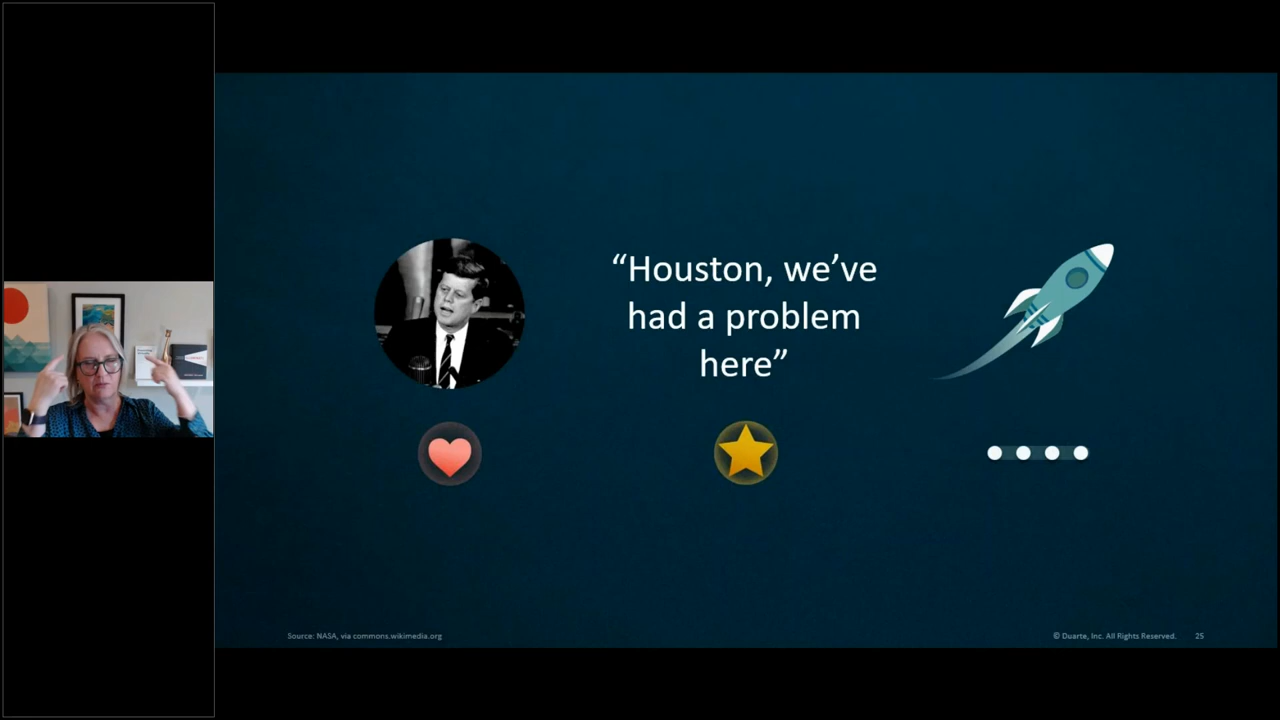 “Houston, we’ve
had a problem
here”
Source: NASA, via commons.wikimedia.org
© Duarte, Inc. All Rights Reserved. 25